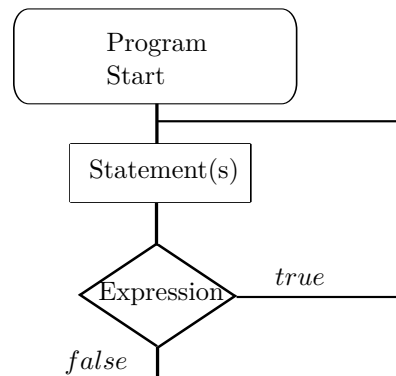 Program
Start
Statement(s)
Expression
true
false